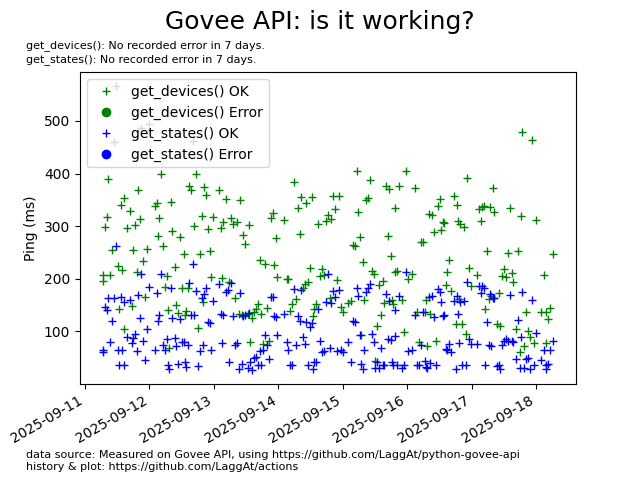 Govee API: is it working?
get_devices(): No recorded error in 7 days.
get_states(): No recorded error in 7 days.
get_devices() OK
get_devices() Error
get_states() OK
get_states() Error
Ping (ms)
500
400
300
200
100
2025-09-11
2025-09-12
2025-09-13
2025-09-14
2025-09-15
2025-09-16
2025-09-17
2025-09-18
data source: Measured on Govee API, using https://github.com/LaggAt/python-govee-api
history & plot: https://github.com/LaggAt/actions